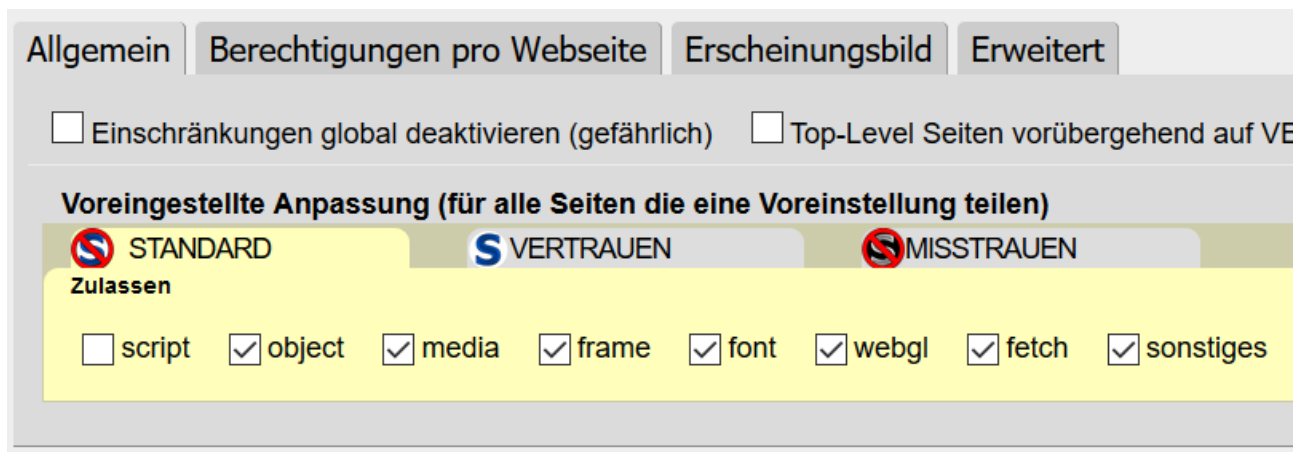 Allgemein Berechtigungen pro Webseite Erscheinungsbild Erweitert
Einschränkungen global deaktivieren (gefährlich) Top-Level Seiten vorübergehend auf VE
Voreingestellte Anpassung (für alle Seiten die eine Voreinstellung teilen)
STANDARD VERTRAUEN MISSTRAUEN
Zulassen
script object media frame font webgl fetch sonstiges